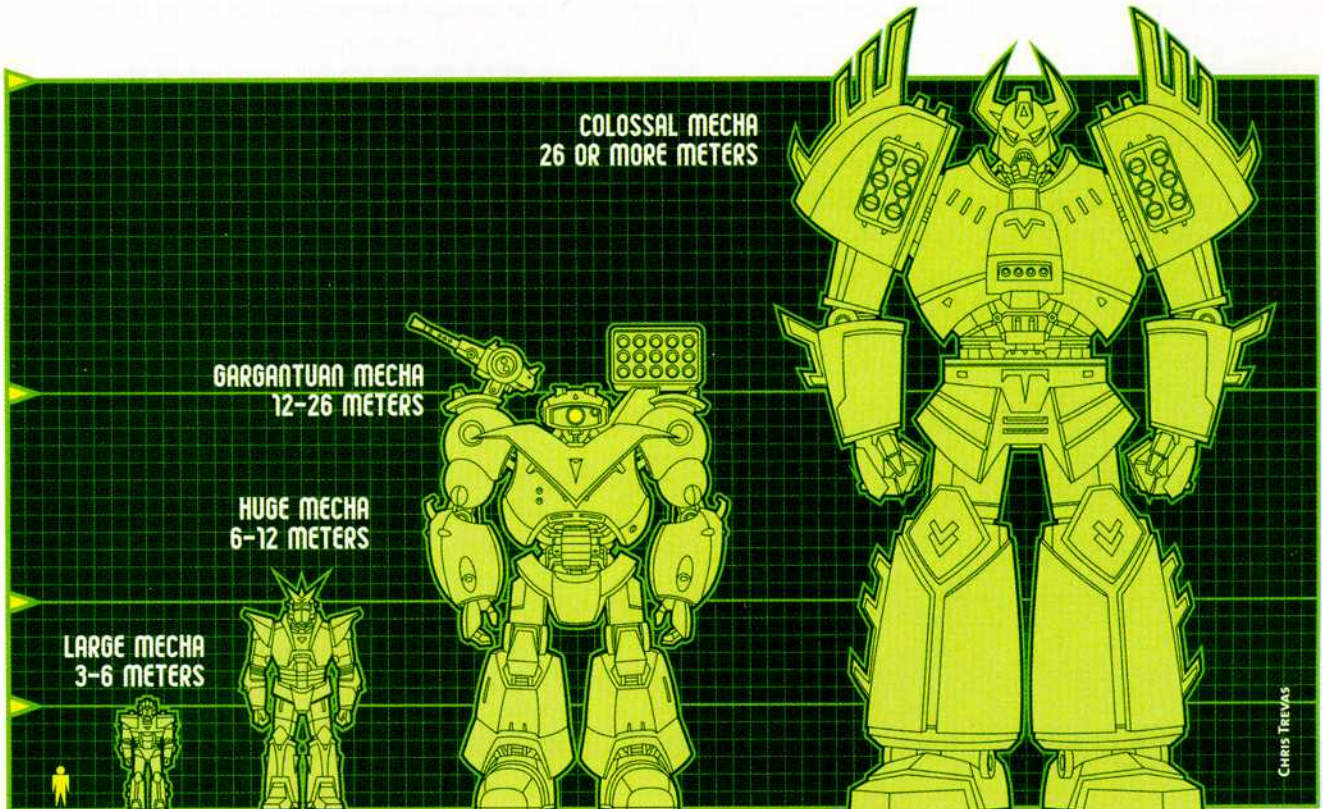 COLOSSAL MECHA
26 OR MORE METERS
GARGANTUAN MECHA
12-26 METERS
HUGE MECHA
6-12 METERS
LARGE MECHA
3-6 METERS
CHRIS TREVAS